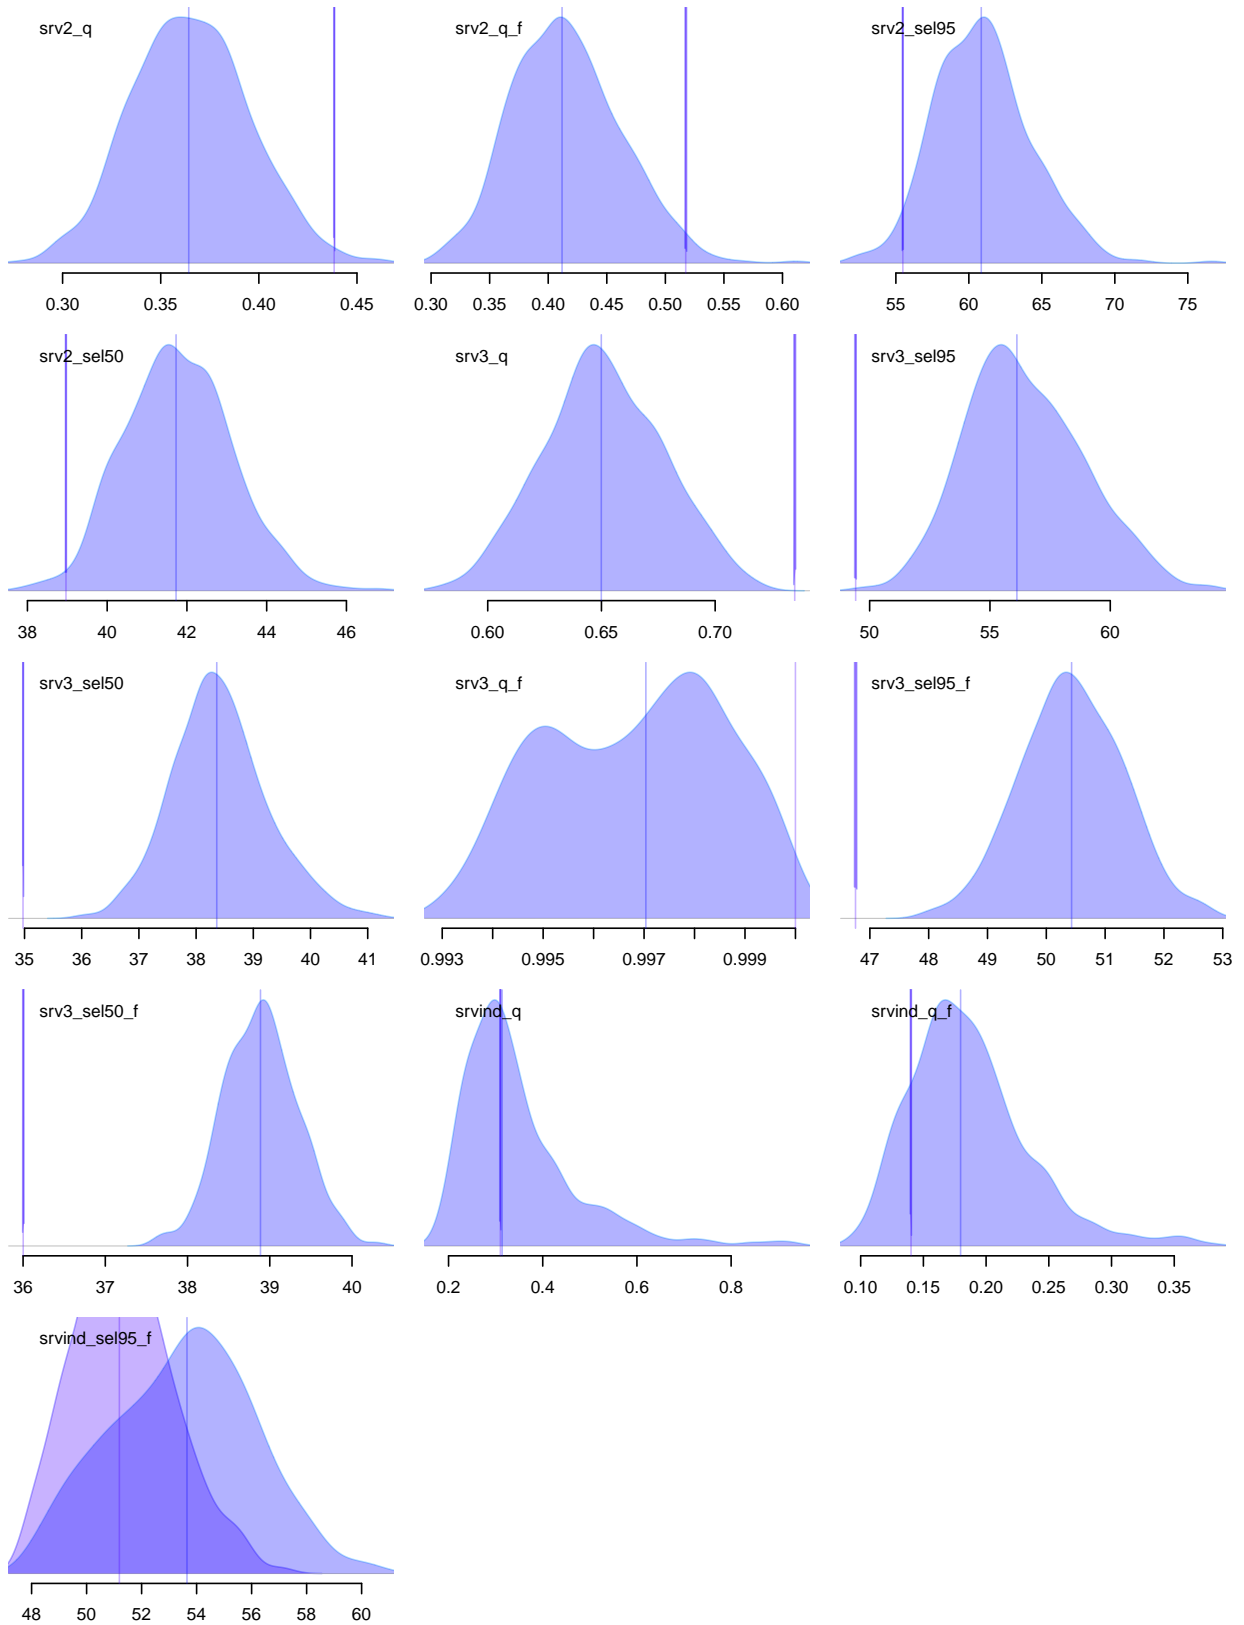 srv2_q
srv2_q_f
srv2_sel95
0.30 0.35 0.40 0.45
0.30 0.35 0.40 0.45 0.50 0.55 0.60
55 60 65 70 75
srv2_sel50
srv3_q
srv3_sel95
38 40 42 44 46
0.60 0.65 0.70
50 55 60
srv3_sel50
srv3_q_f
srv3_sel95_f
35 36 37 38 39 40 41
0.993 0.995 0.997 0.999
47 48 49 50 51 52 53
srv3_sel50_f
srvind_q
srvind_q_f
36 37 38 39 40
0.2 0.4 0.6 0.8
0.10 0.15 0.20 0.25 0.30 0.35
srvind_sel95_f
48 50 52 54 56 58 60